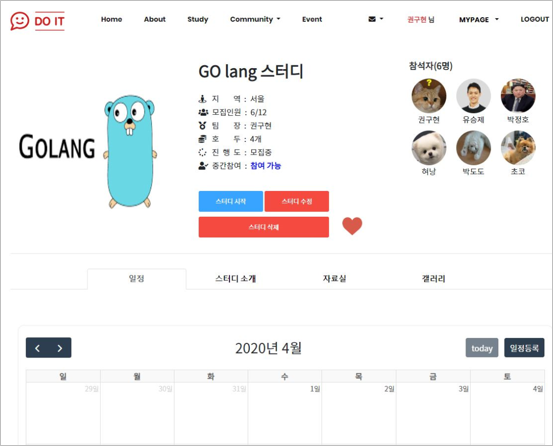 DO IT
Home About Study Community Event 권구현 님 MYPAGE LOGOUT
GO lang 스터디
지 역 : 서울
모집인원 : 6/12
팀 장 : 권구현
호 두 : 4개
진 행 도 : 모집중
중간참여 : 참여 가능
스터디 시작 스터디 수정
스터디 삭제
GOLANG
참석자(6명)
권구현 유승제 박정호
허낭 박도도 초코
일정 스터디 소개 자료실 갤러리
2020년 4월
today 일정등록
일 월 화 수 목 금 토
29일 30일 31일 1일 2일 3일 4일